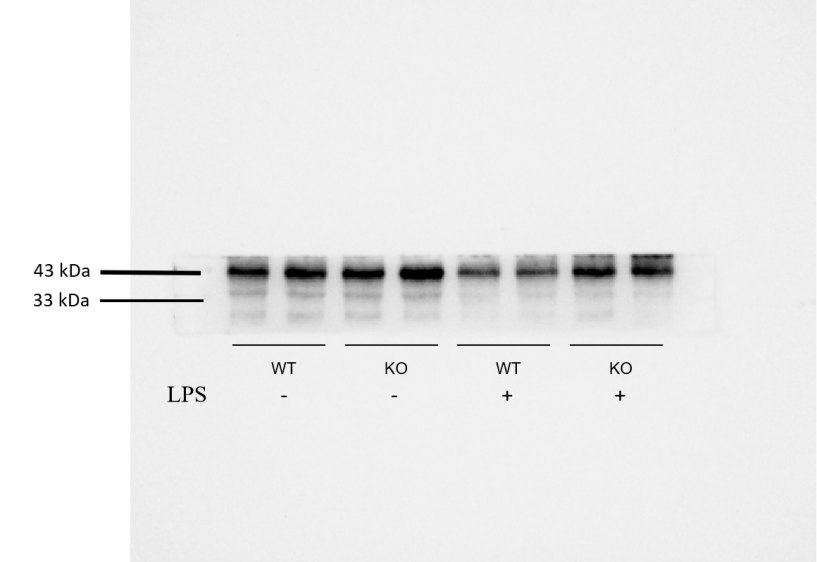 43 kDa
33 kDa
WT KO WT KO
LPS - - + +